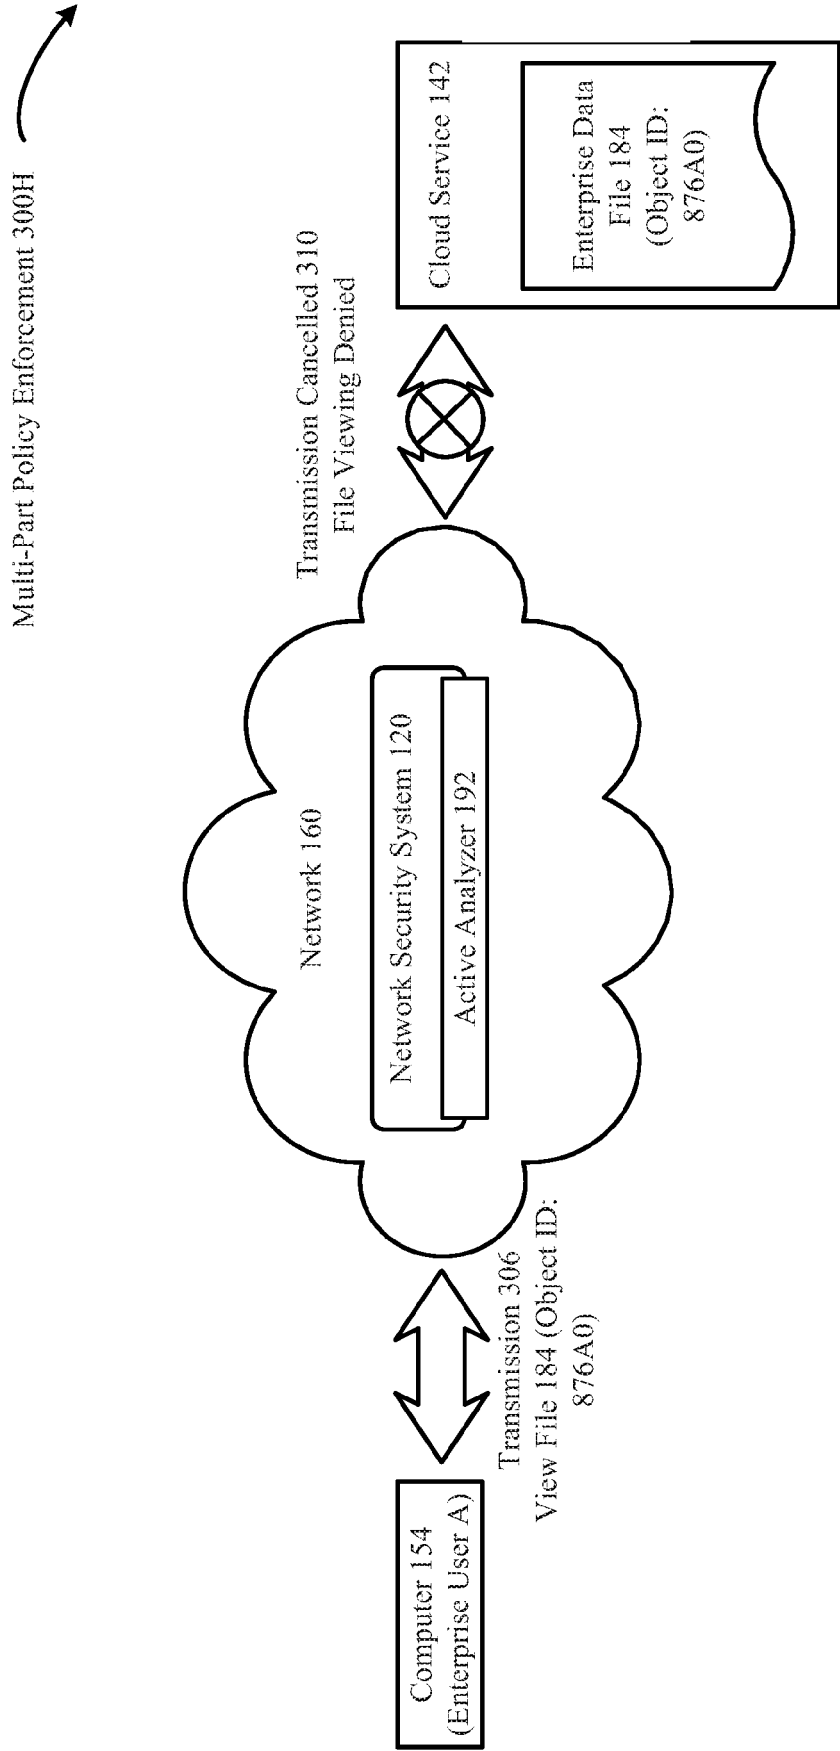 Multi-Part Policy Enforcement 300H
Computer 154
(Enterprise User A)
Transmission 306
View File 184 (Object ID:
876A0)
Network 160
Network Security System 120
Active Analyzer 192
Transmission Cancelled 310
File Viewing Denied
Cloud Service 142
Enterprise Data
File 184
(Object ID:
876A0)